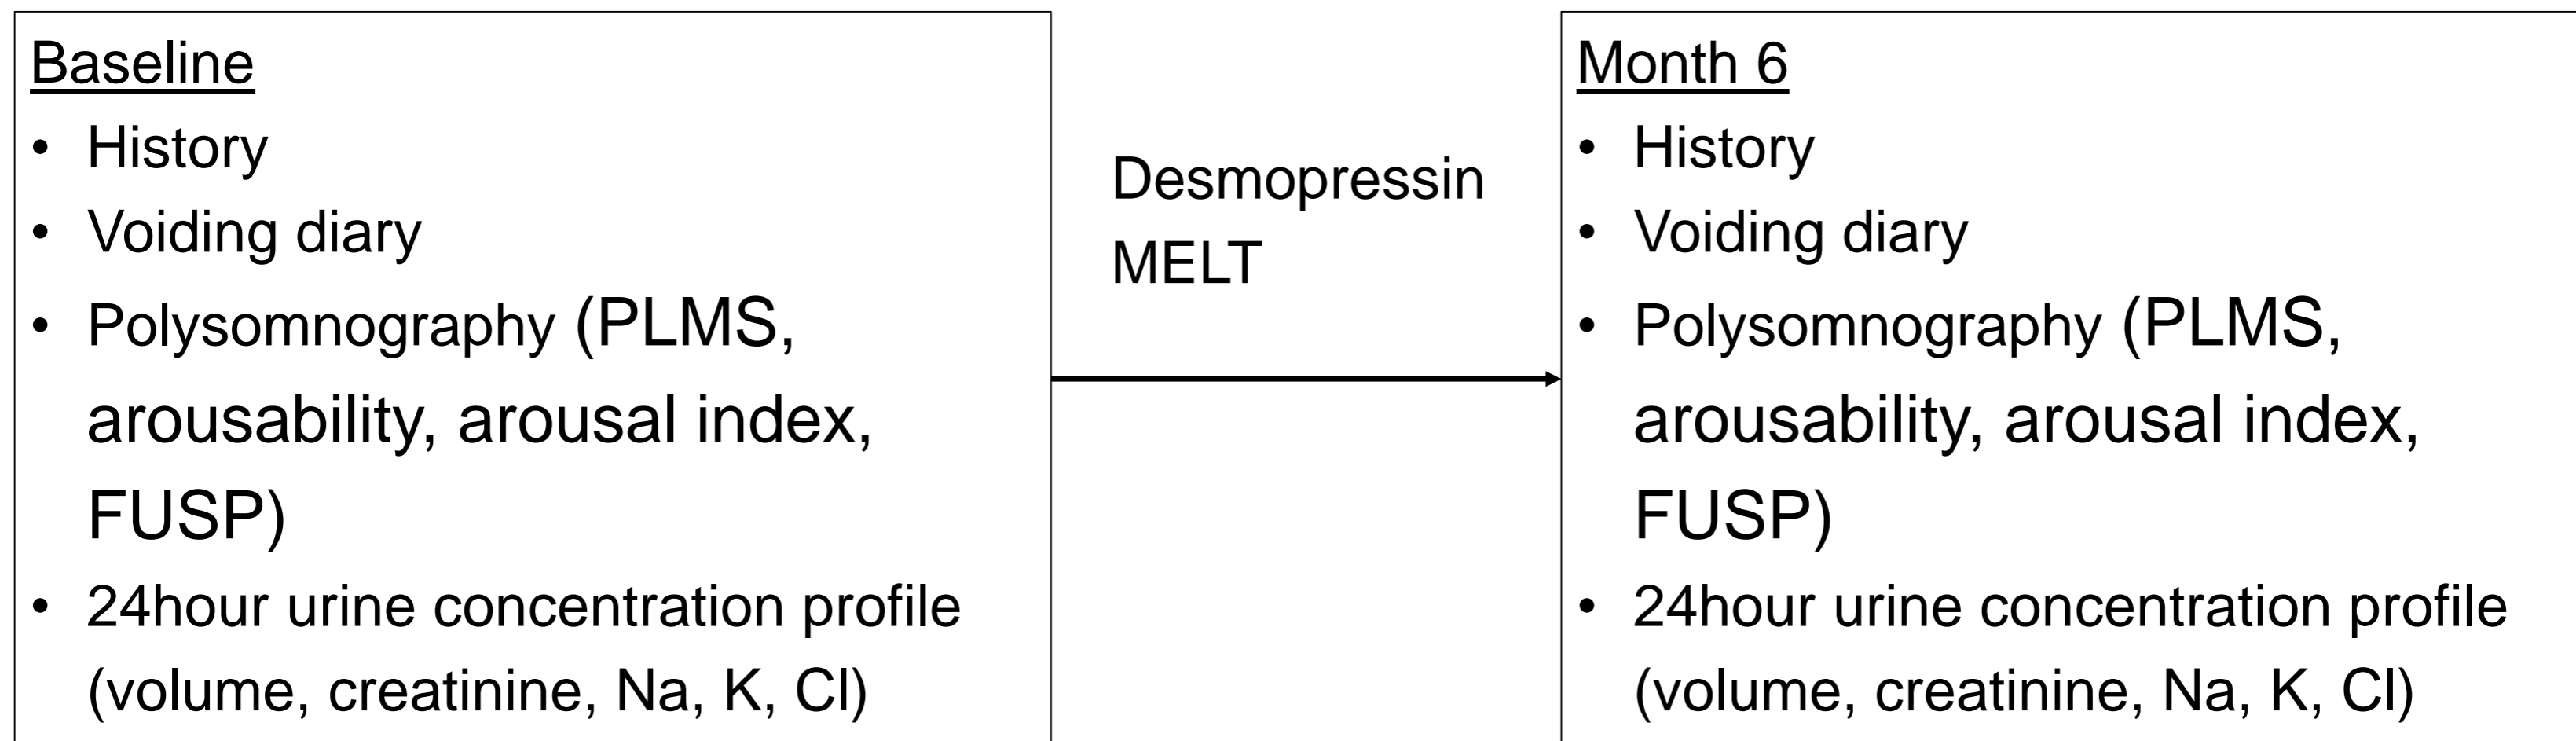 Baseline
• History
• Voiding diary
• Polysomnography (PLMS,
arousability, arousal index,
FUSP)
• 24hour urine concentration profile
(volume, creatinine, Na, K, Cl)
Desmopressin
MELT
Month 6
• History
• Voiding diary
• Polysomnography (PLMS,
arousability, arousal index,
FUSP)
• 24hour urine concentration profile
(volume, creatinine, Na, K, Cl)